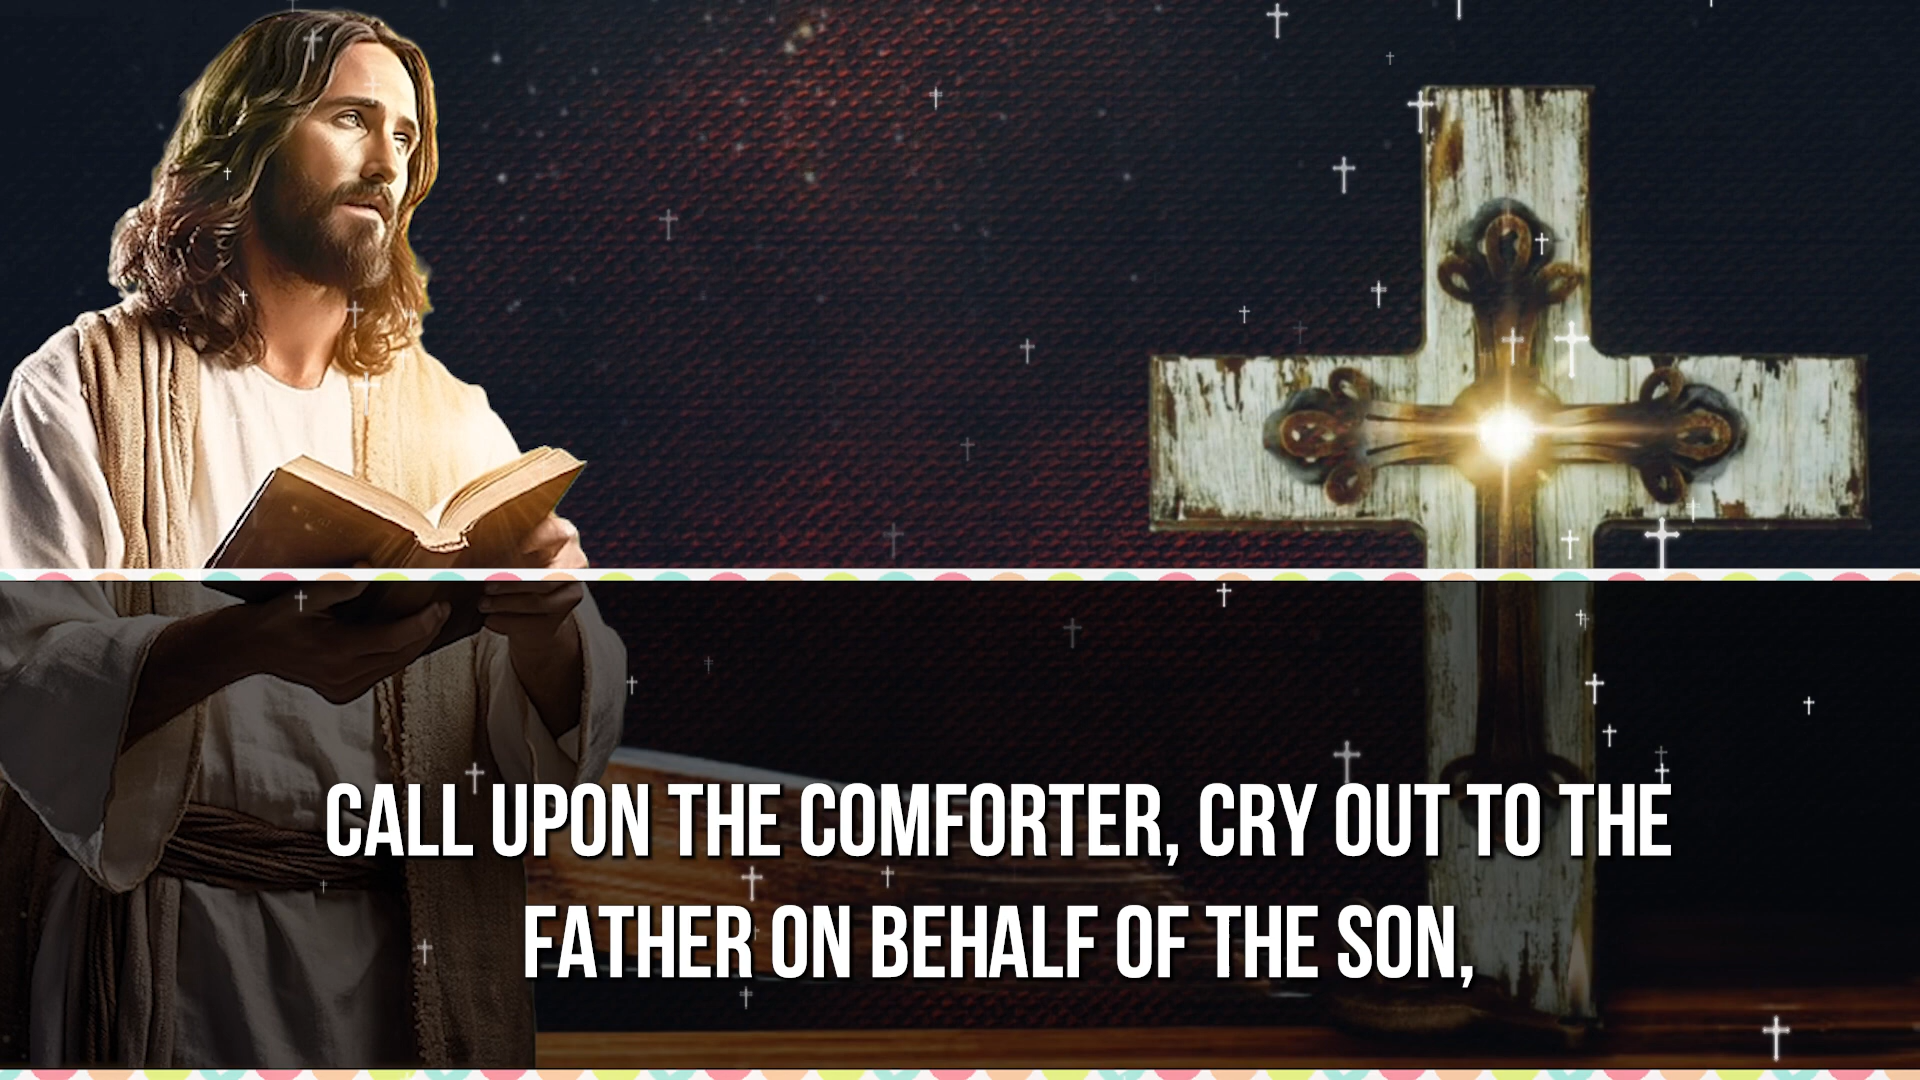 CALL UPON THE COMFORTER, CRY OUT TO THE
FATHER ON BEHALF OF THE SON,